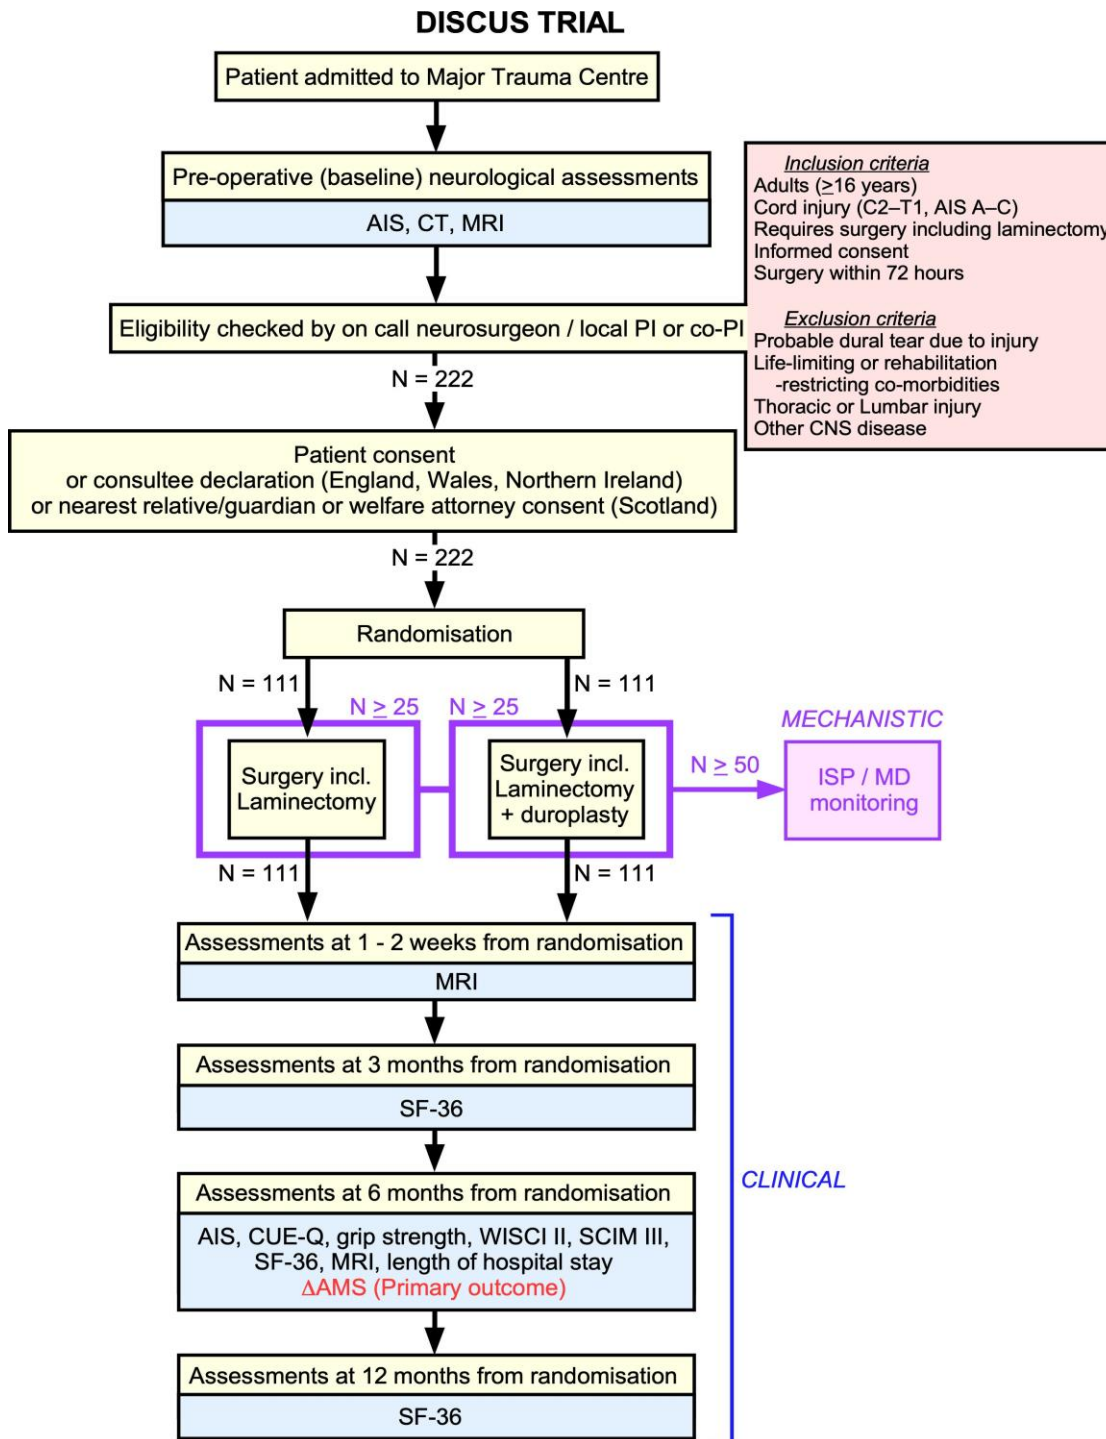 DISCUS TRIAL
Patient admitted to Major Trauma Centre
Pre-operative (baseline) neurological assessments
AIS, CT, MRI
Inclusion criteria
Adults (≥16 years)
Cord injury (C2–T1, AIS A–C)
Requires surgery including laminectomy
Informed consent
Surgery within 72 hours
Exclusion criteria
Probable dural tear due to injury
Life-limiting or rehabilitation
-restricting co-morbidities
Thoracic or Lumbar injury
Other CNS disease
Eligibility checked by on call neurosurgeon / local PI or co-PI
N = 222
Patient consent
or consultee declaration (England, Wales, Northern Ireland)
or nearest relative/guardian or welfare attorney consent (Scotland)
N = 222
Randomisation
N = 111
N = 111
N ≥ 25
N ≥ 25
Surgery incl.
Laminectomy
Surgery incl.
Laminectomy
+ duroplasty
N ≥ 50
MECHANISTIC
ISP / MD
monitoring
N = 111
N = 111
Assessments at 1 - 2 weeks from randomisation
MRI
Assessments at 3 months from randomisation
SF-36
Assessments at 6 months from randomisation
AIS, CUE-Q, grip strength, WISCI II, SCIM III,
SF-36, MRI, length of hospital stay
ΔAMS (Primary outcome)
CLINICAL
Assessments at 12 months from randomisation
SF-36